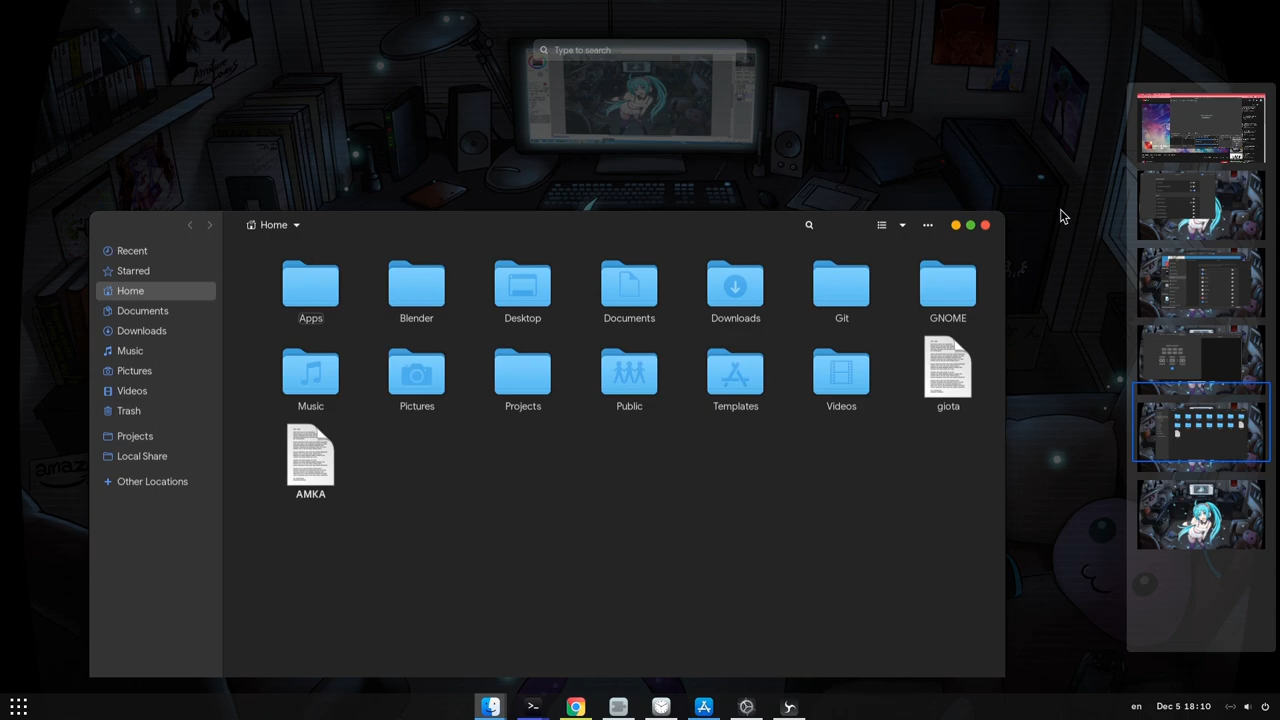 Type to search
Home
Recent
Starred
Home
Documents
Downloads
Music
Pictures
Videos
Trash
Projects
Local Share
Other Locations
Apps
Blender
Desktop
Documents
Downloads
Git
GNOME
Music
Pictures
Projects
Public
Templates
Videos
giota
AMKA
amaz
en
Dec 5 18:10